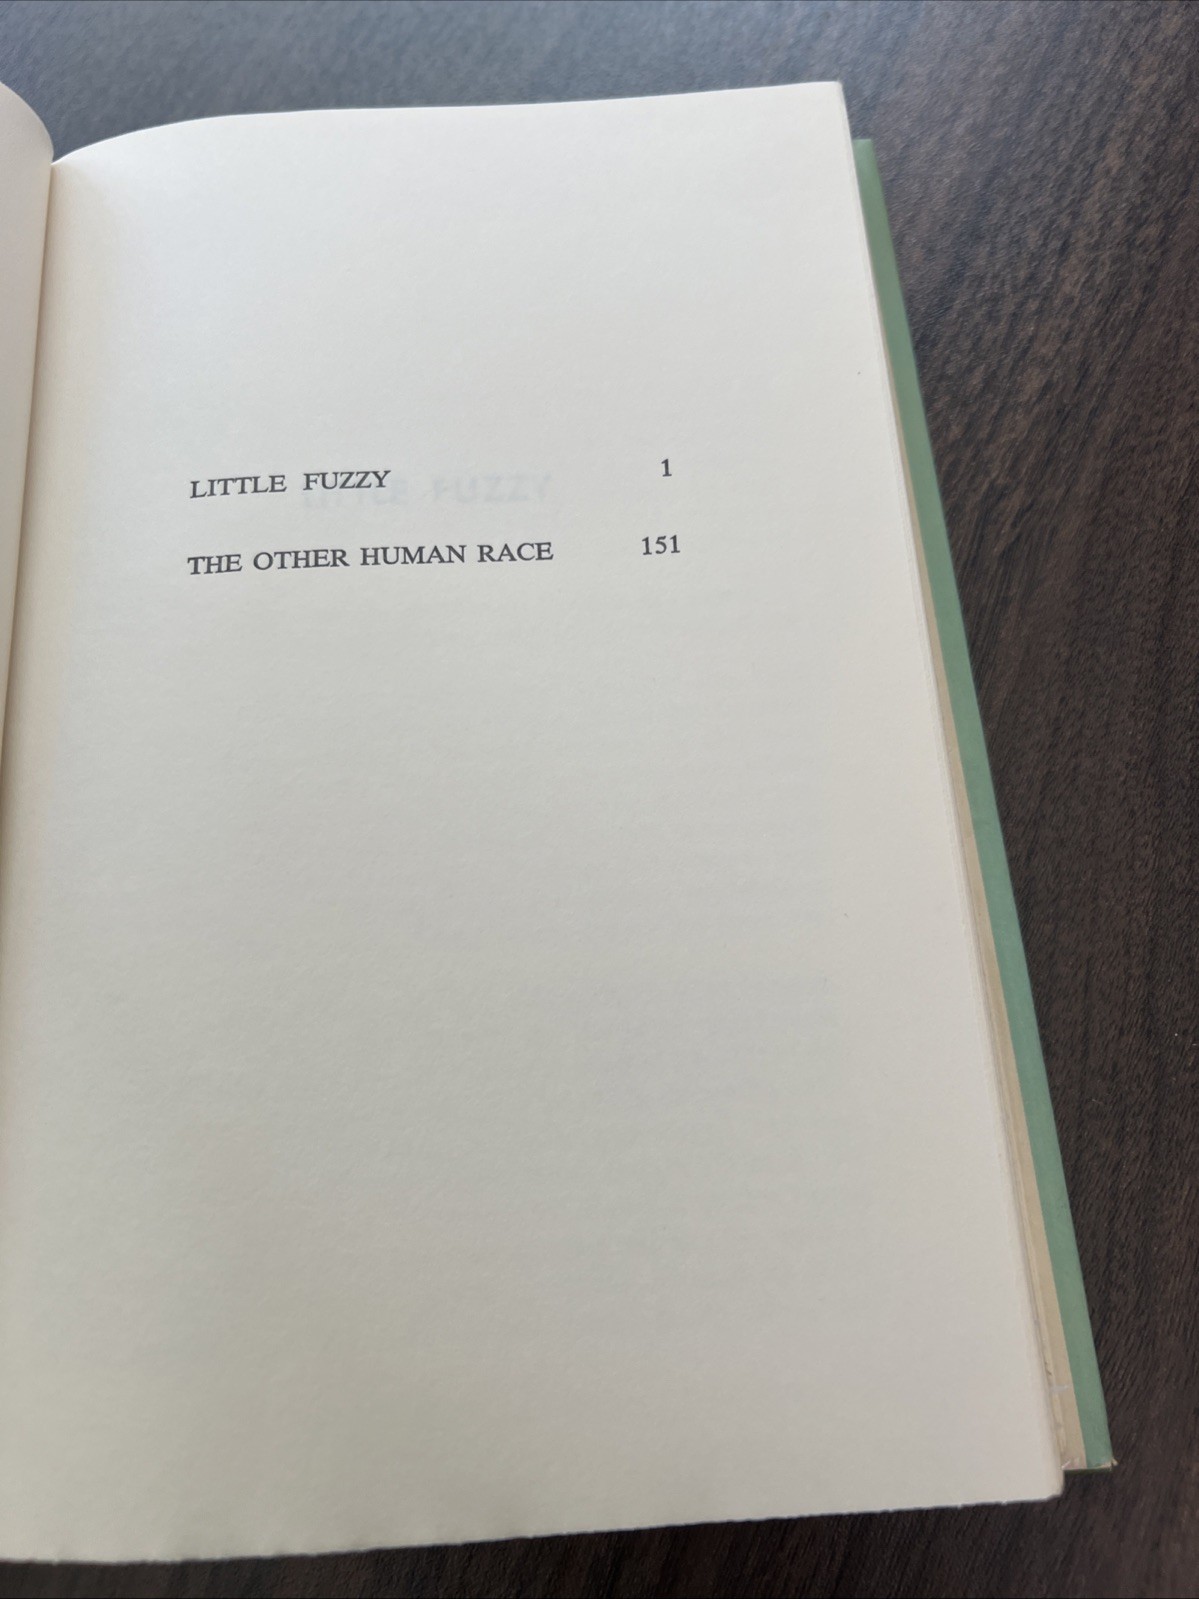 LITTLE FUZZY 1
THE OTHER HUMAN RACE 151